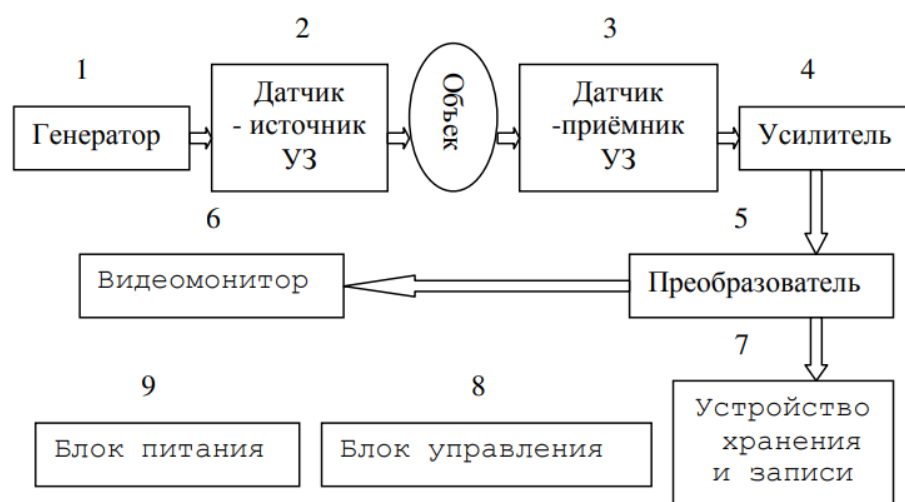 1
2
3
4
Генератор
Датчик
- источник
УЗ
Объек
Датчик
-приёмник
УЗ
Усилитель
6
5
Видеомонитор
Преобразователь
7
9
8
Блок питания
Блок управления
Устройство
хранения
и записи